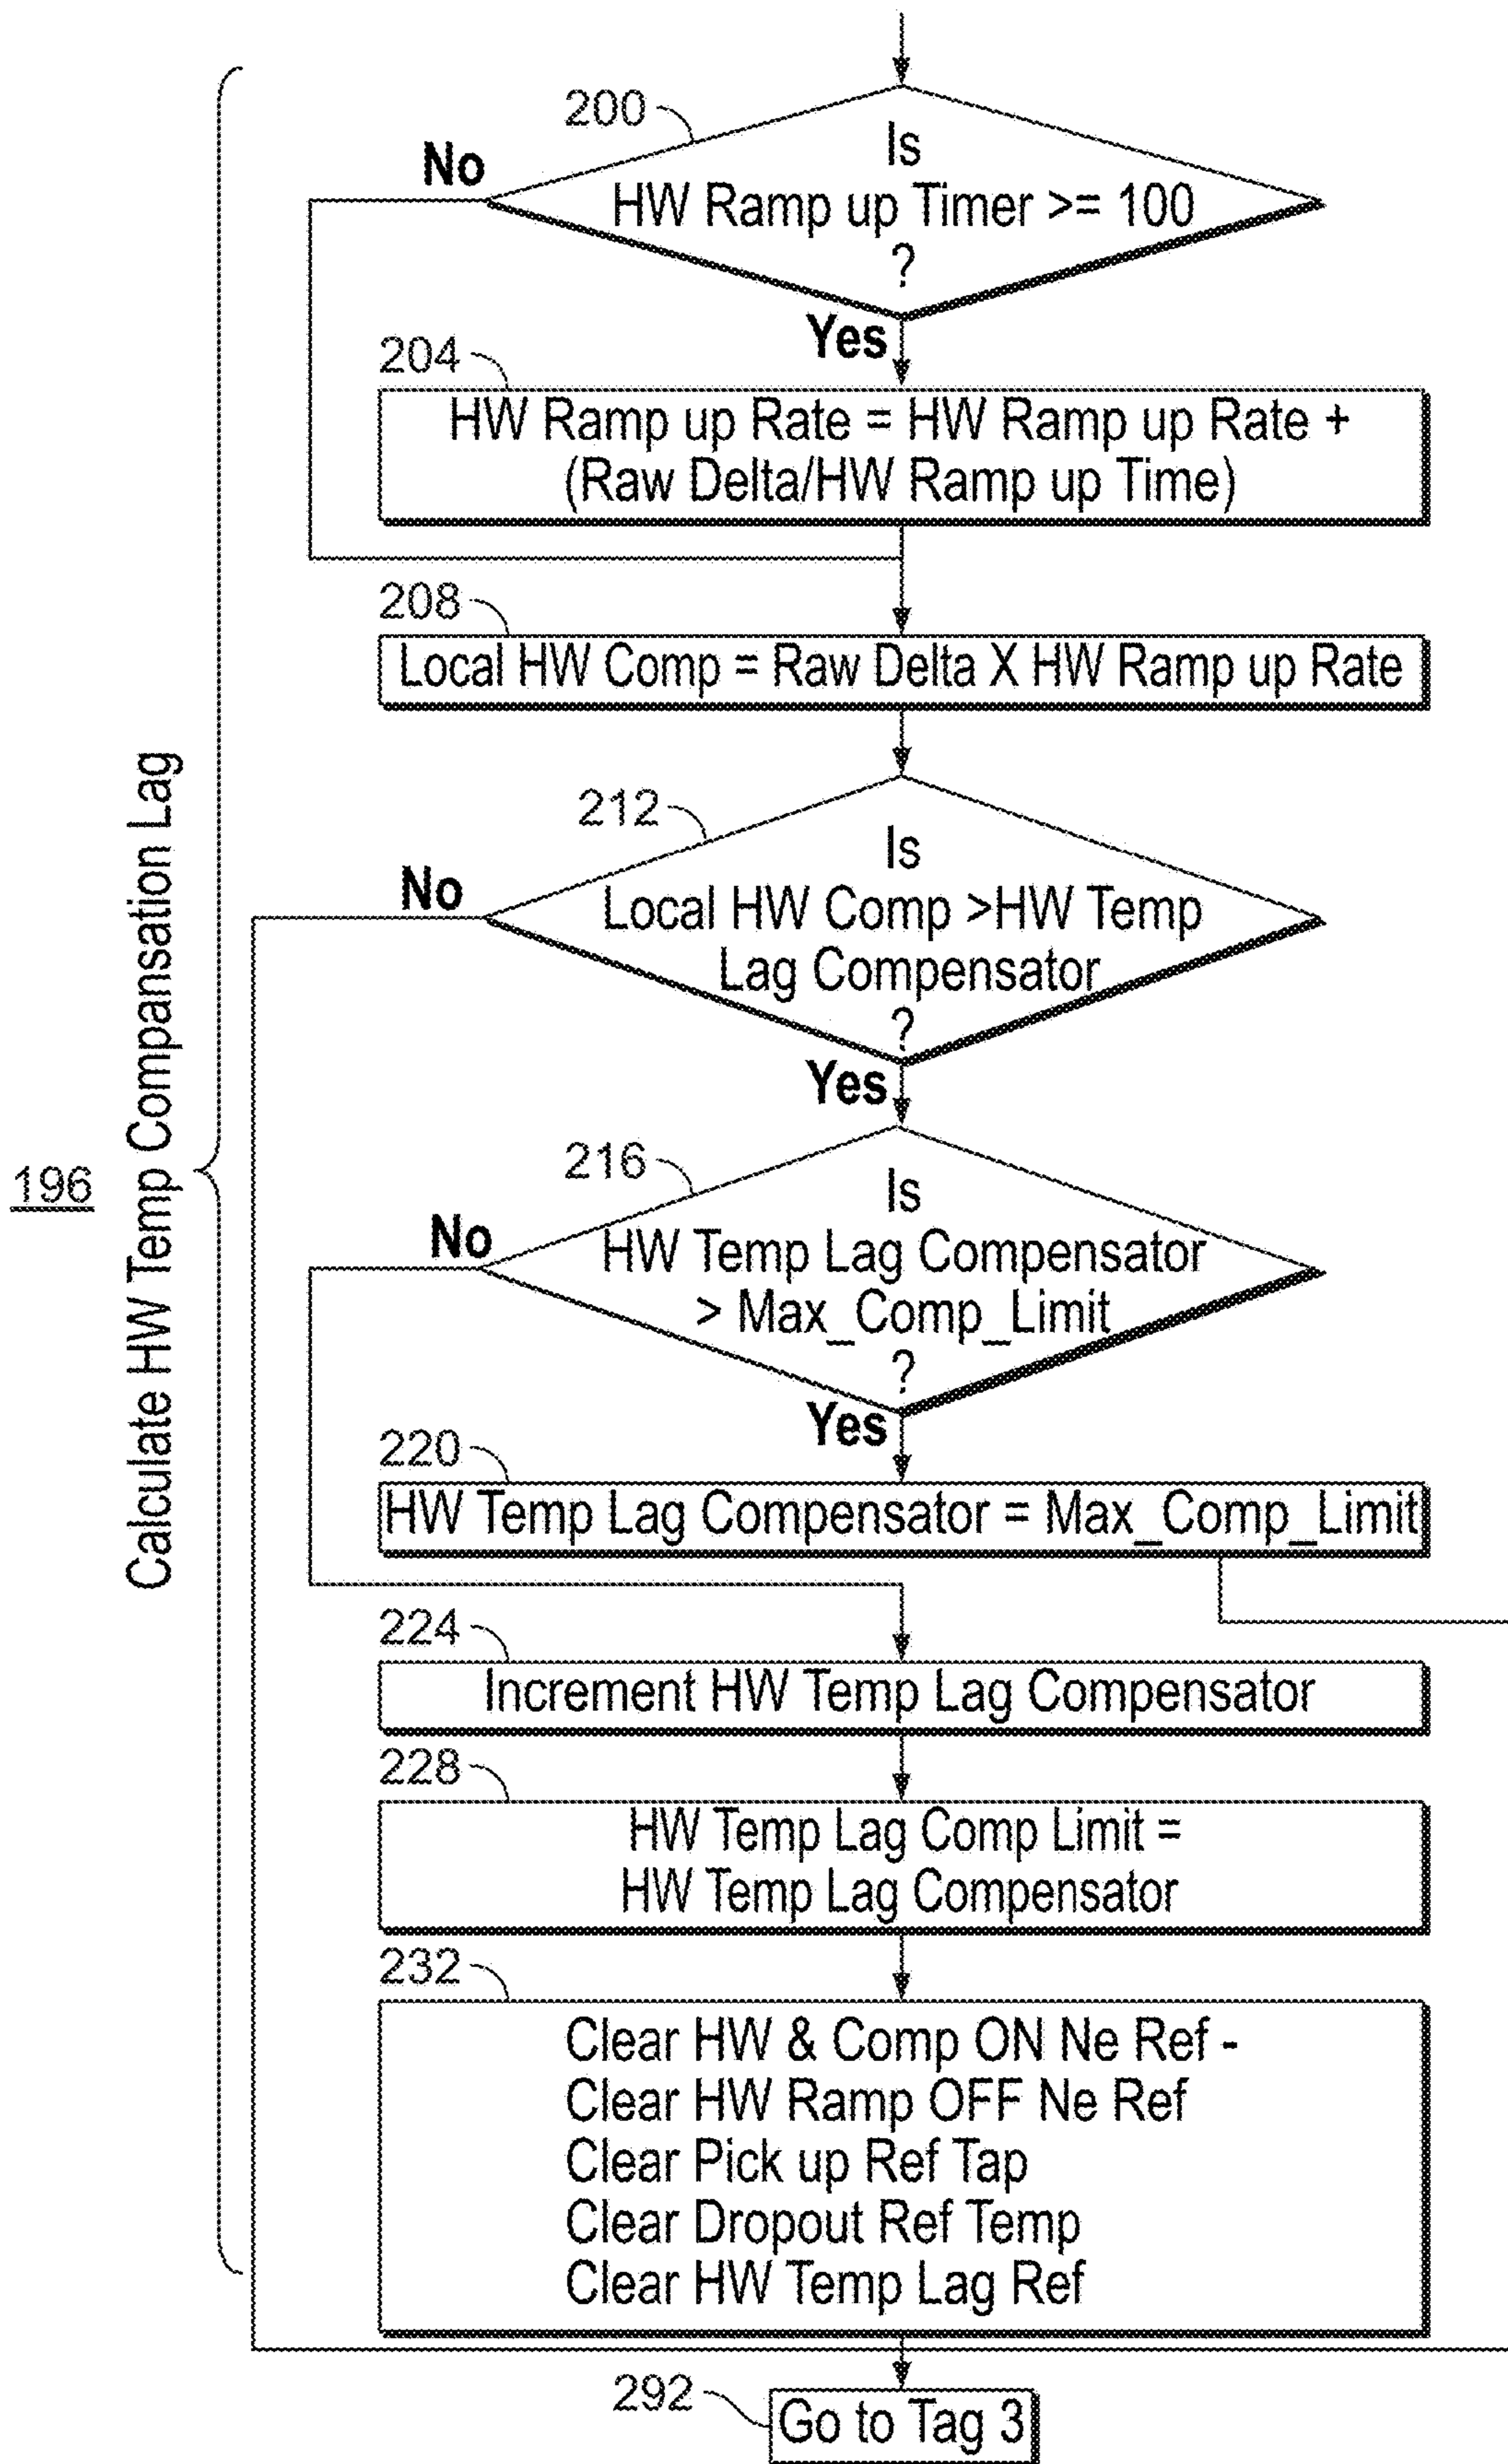 200
No
Is
HW Ramp up Timer >= 100
?
Yes
204
HW Ramp up Rate = HW Ramp up Rate +
(Raw Delta/HW Ramp up Time)
208
Local HW Comp = Raw Delta X HW Ramp up Rate
212
No
Is
Local HW Comp >HW Temp
Lag Compensator
?
Yes
196
Calculate HW Temp Compansation Lag
216
No
Is
HW Temp Lag Compensator
> Max_Comp_Limit
?
Yes
220
HW Temp Lag Compensator = Max_Comp_Limit
224
Increment HW Temp Lag Compensator
228
HW Temp Lag Comp Limit =
HW Temp Lag Compensator
232
Clear HW & Comp ON Ne Ref -
Clear HW Ramp OFF Ne Ref
Clear Pick up Ref Tap
Clear Dropout Ref Temp
Clear HW Temp Lag Ref
292
Go to Tag 3